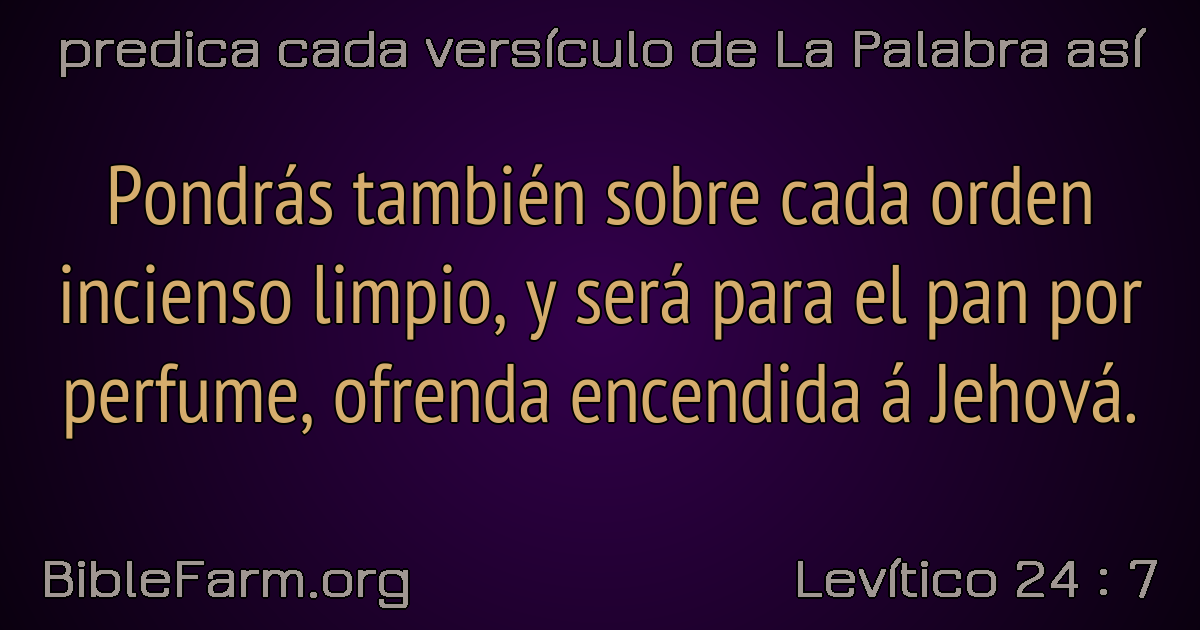 predica cada versículo de La Palabra así
Pondrás también sobre cada orden
incienso limpio, y será para el pan por
perfume, ofrenda encendida á Jehová.
BibleFarm.org
Levítico 24 : 7